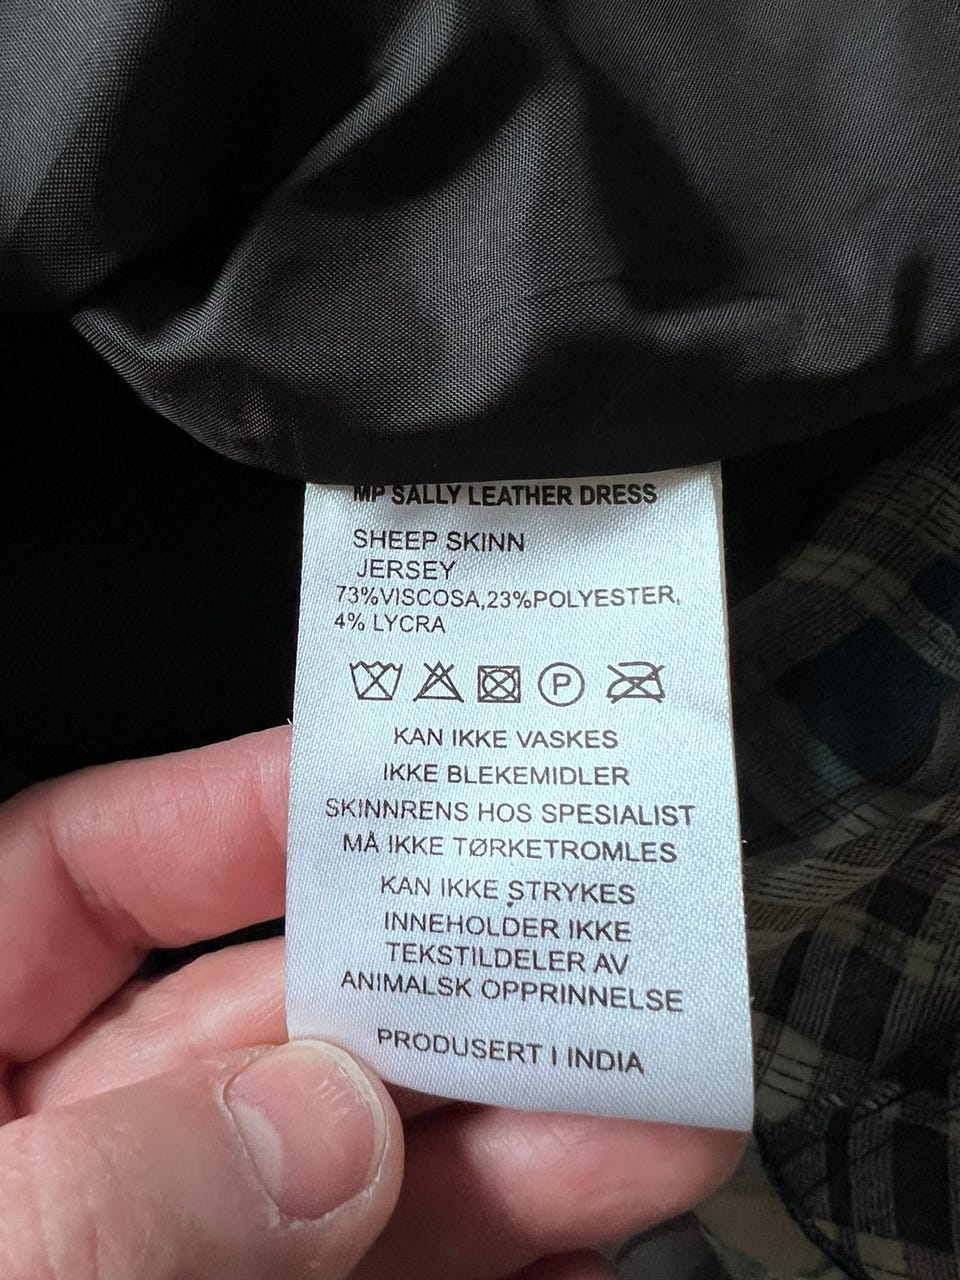 MP SALLY LEATHER DRESS
SHEEP SKINN
JERSEY
73%VISCOSA,23%POLYESTER,
4% LYCRA
P
KAN IKKE VASKES
IKKE BLEKEMIDLER
SKINNRENS HOS SPESIALIST
MÅ IKKE TØRKETROMLES
KAN IKKE STRYKES
INNEHOLDER IKKE
TEKSTILDELER AV
ANIMALSK OPPRINNELSE
PRODUSERT I INDIA